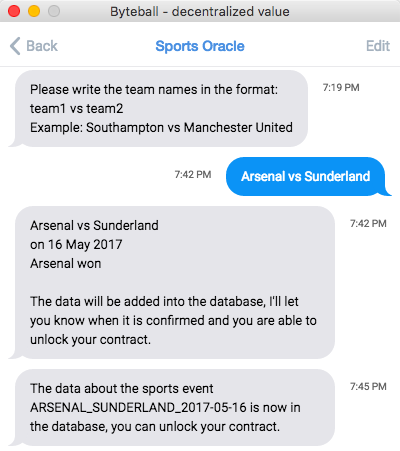 Byteball - decentralized value
Back
Sports Oracle
Edit
Please write the team names in the format:
team1 vs team2
Example: Southampton vs Manchester United
7:19 PM
7:42 PM
Arsenal vs Sunderland
Arsenal vs Sunderland
on 16 May 2017
Arsenal won
The data will be added into the database, I'll let
you know when it is confirmed and you are able to
unlock your contract.
7:42 PM
The data about the sports event
ARSENAL_SUNDERLAND_2017-05-16 is now in
the database, you can unlock your contract.
7:45 PM